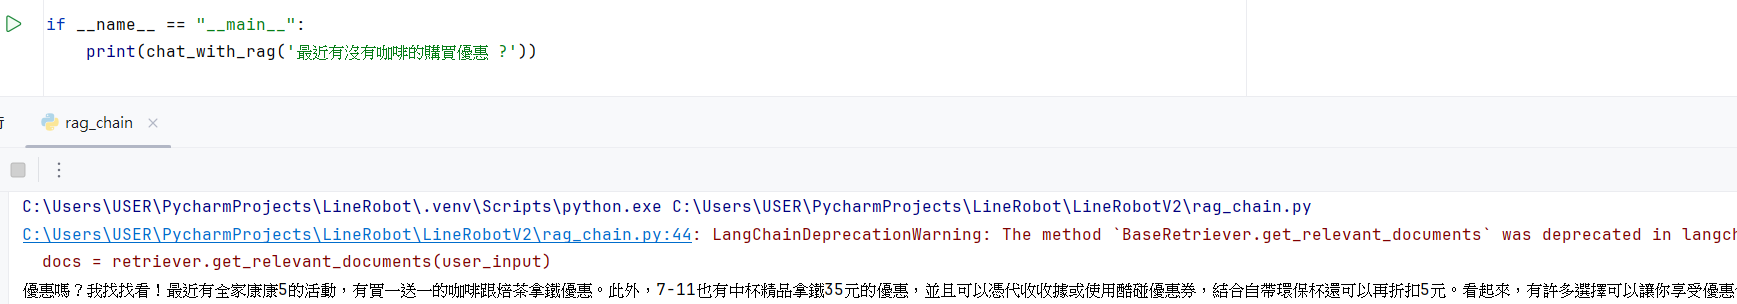 if __name__ == "__main__":
print(chat_with_rag('最近有沒有咖啡的購買優惠 ?'))
rag_chain
C:\Users\USER\PycharmProjects\LineRobot\.venv\Scripts\python.exe C:\Users\USER\PycharmProjects\LineRobot\LineRobotV2\rag_chain.py
C:\Users\USER\PycharmProjects\LineRobot\LineRobotV2\rag_chain.py:44: LangChainDeprecationWarning: The method `BaseRetriever.get_relevant_documents` was deprecated in langch
docs = retriever.get_relevant_documents(user_input)
優惠嗎？我找找看！最近有全家康康5的活動，有買一送一的咖啡跟焙茶拿鐵優惠。此外，7-11也有中杯精品拿鐵35元的優惠，並且可以憑代收收據或使用酷碰優惠券，結合自帶環保杯還可以再折扣5元。看起來，有許多選擇可以讓你享受優惠